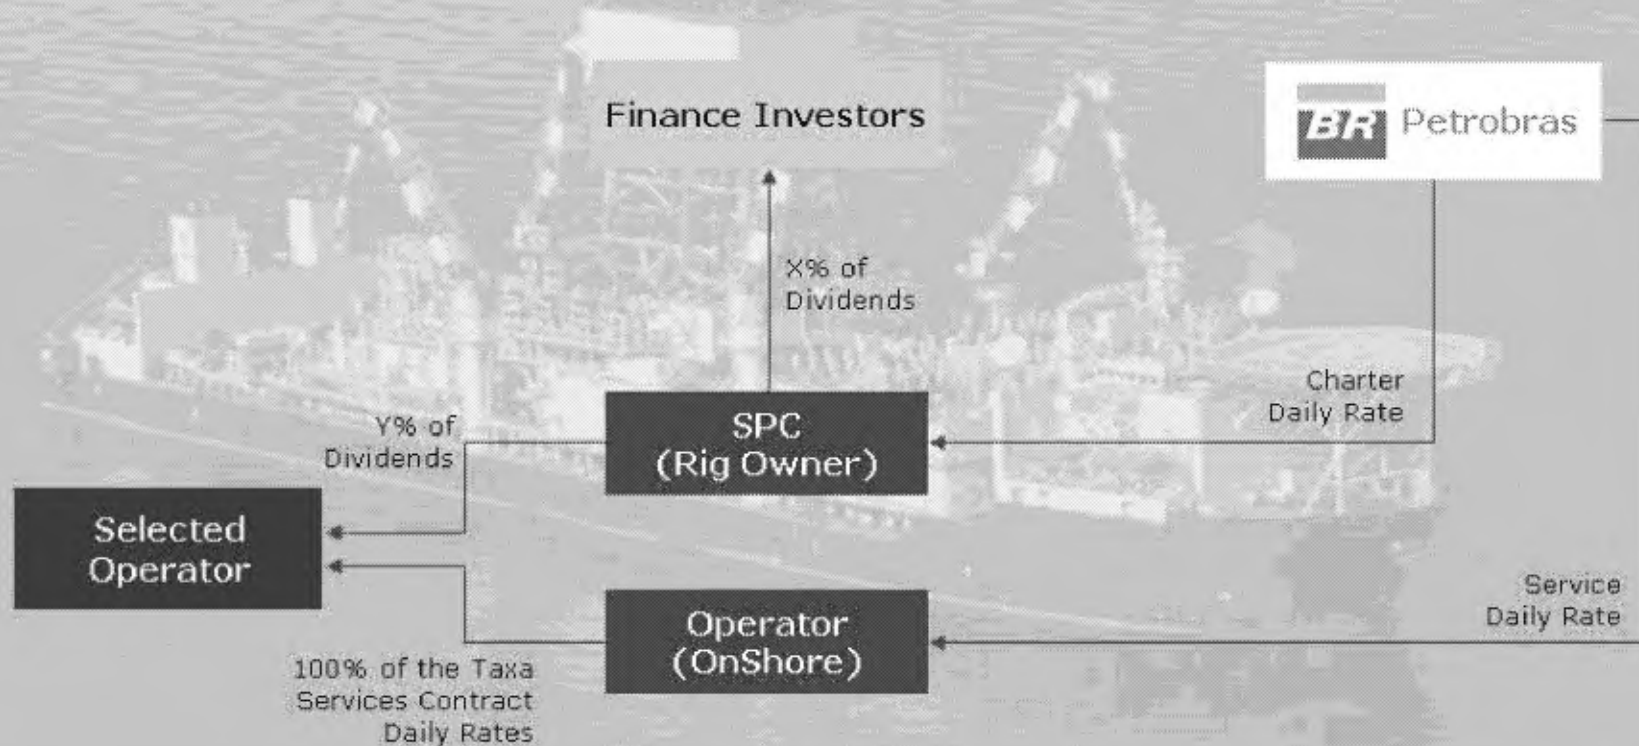 Finance Investors
BR Petrobras
X% of
Dividends
Charter
Daily Rate
Y% of
Dividends
SPC
(Rig Owner)
Selected
Operator
Service
Daily Rate
Operator
(OnShore)
100% of the Taxa
Services Contract
Daily Rates